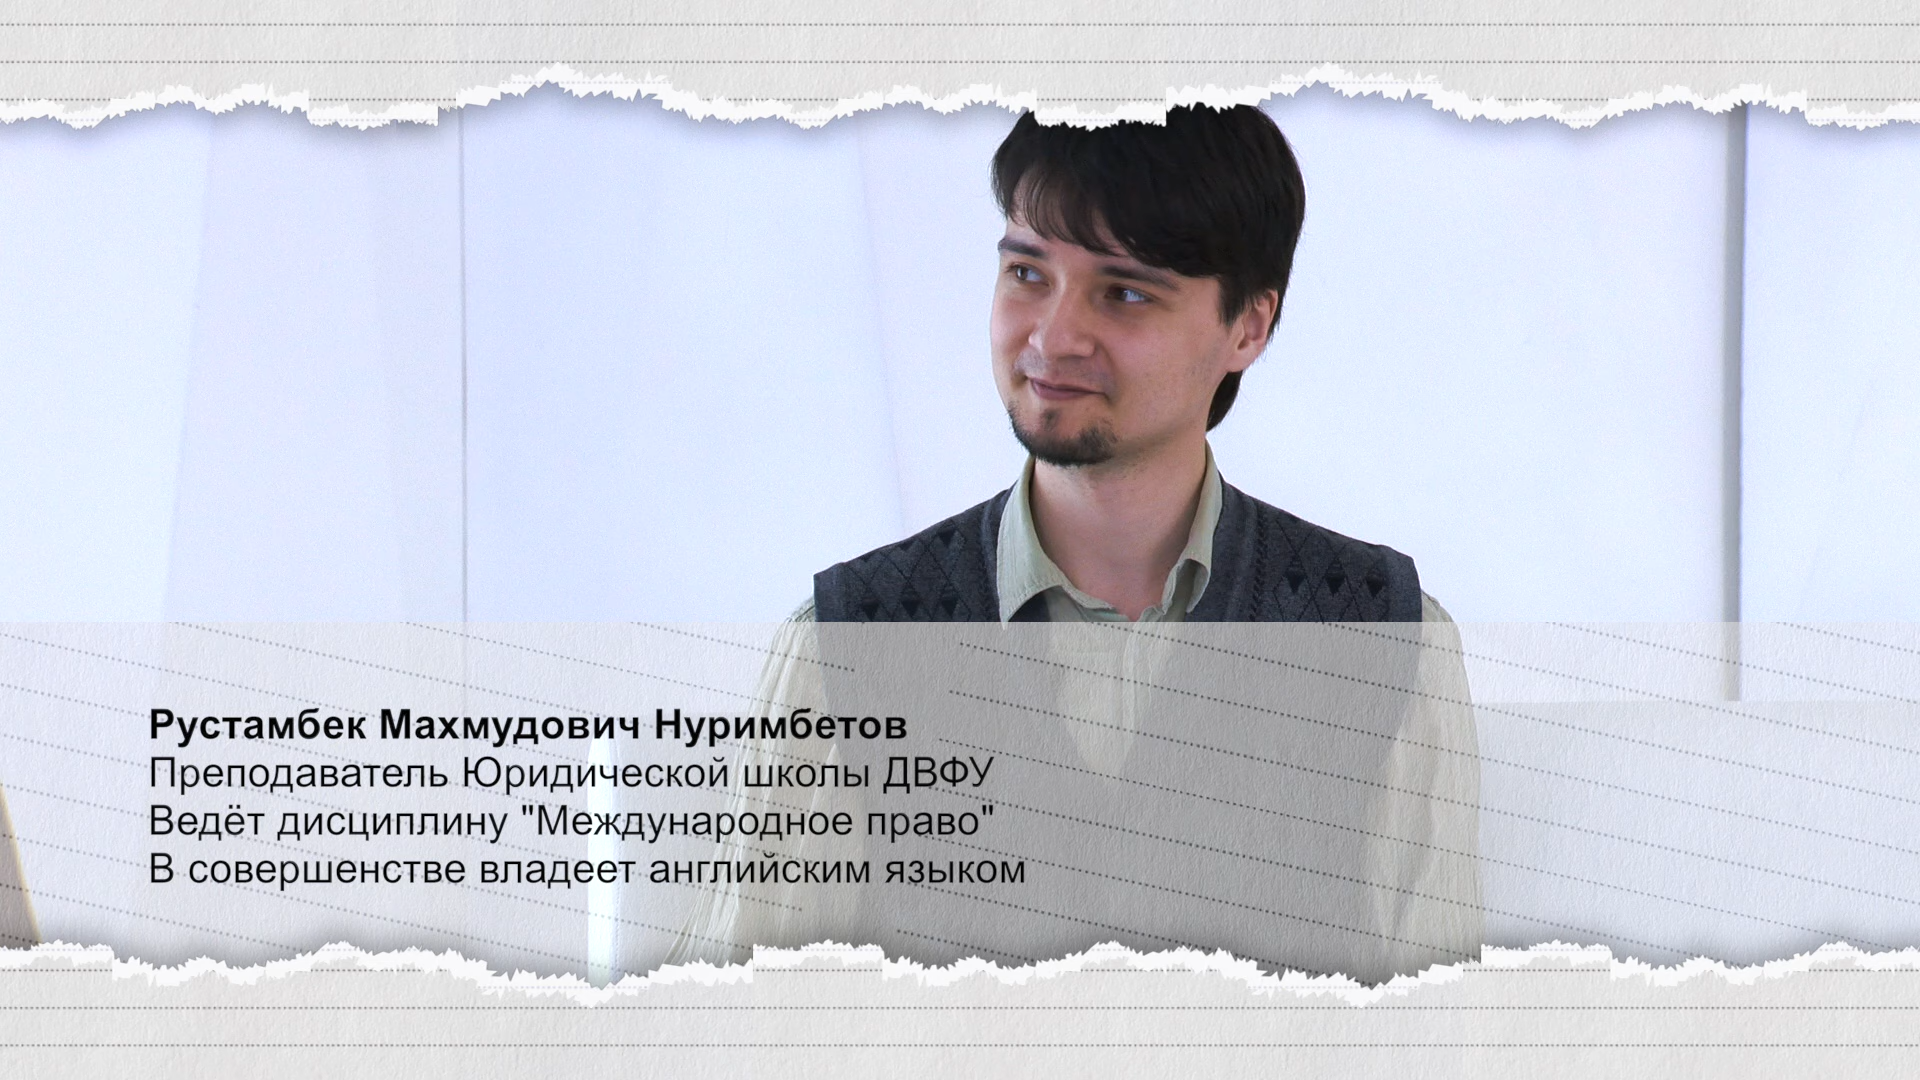 Рустамбек Махмудович Нуримбетов
Преподаватель Юридической школы ДВФУ
Ведёт дисциплину "Международное право"
В совершенстве владеет английским языком